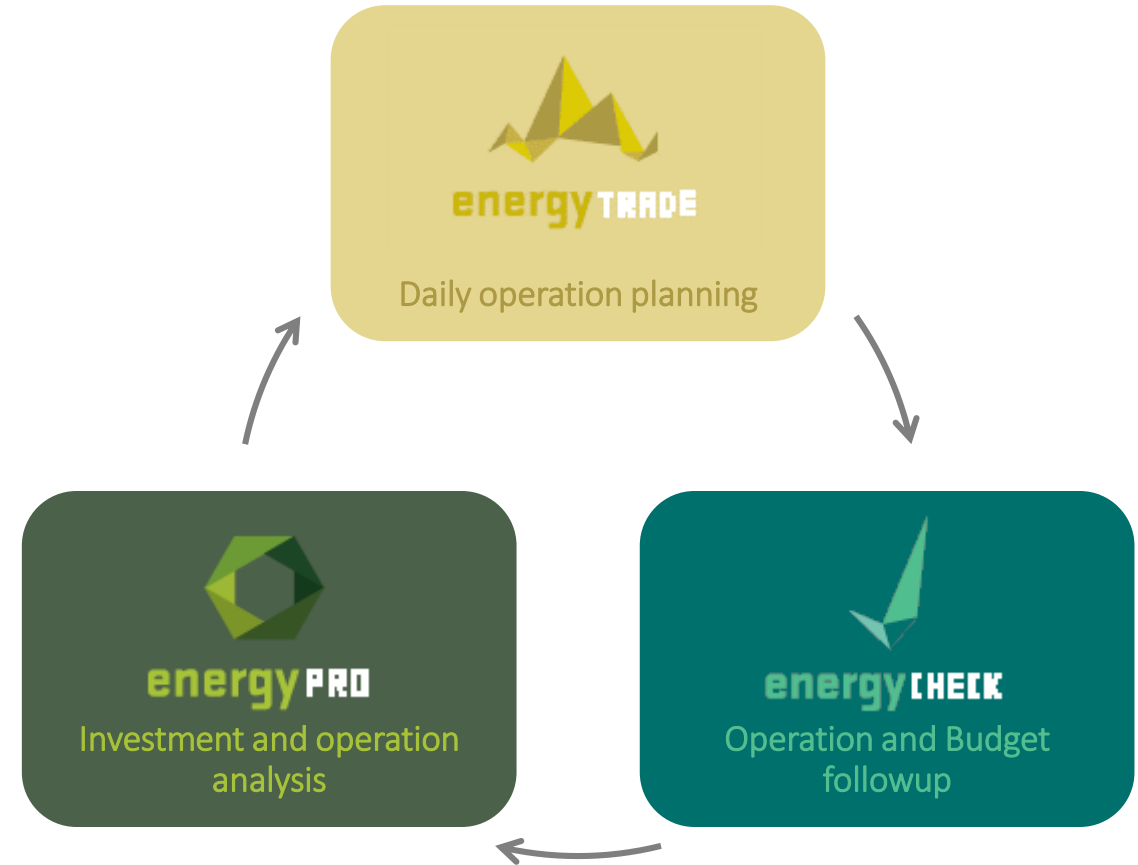 energyTRADE
Daily operation planning
energyPRO
Investment and operation
analysis
energyCHECK
Operation and Budget
followup